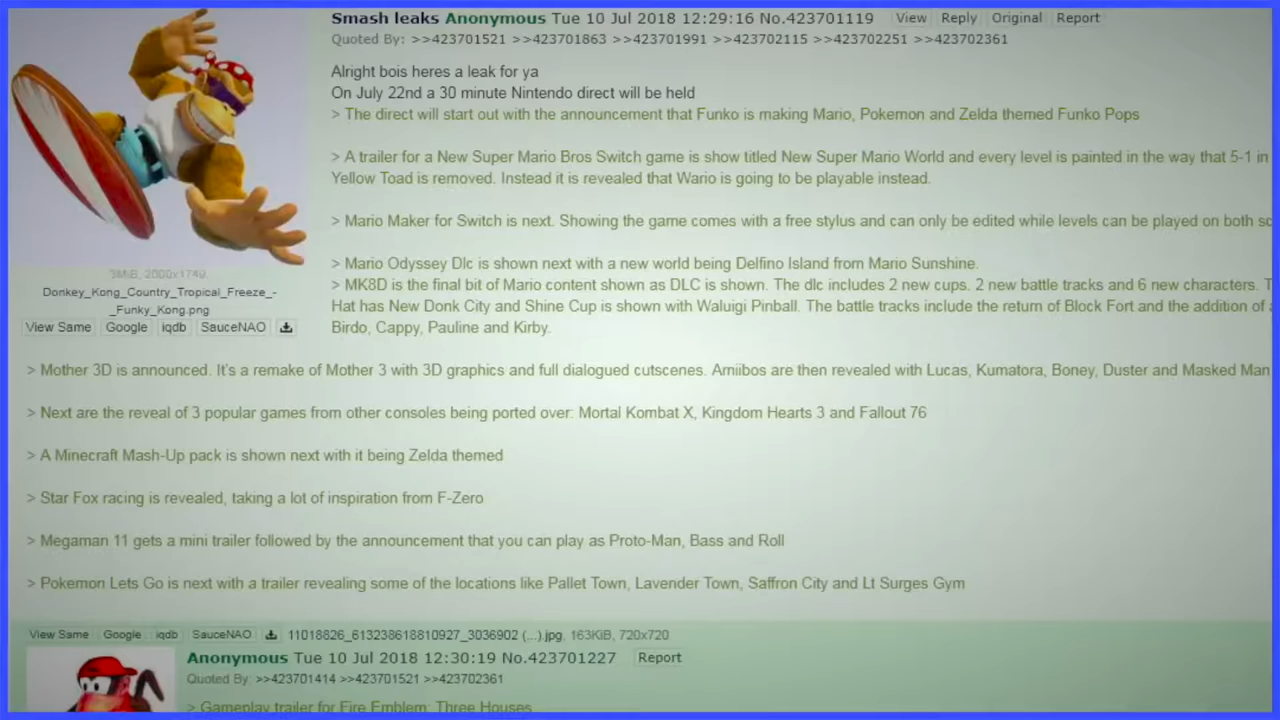 Smash leaks Anonymous Tue 10 Jul 2018 12:29:16 No.423701119 View Reply Original Report
Quoted By: >>423701521 >>423701863 >>423701991 >>423702115 >>423702251 >>423702361
Alright bois heres a leak for ya
On July 22nd a 30 minute Nintendo direct will be held
> The direct will start out with the announcement that Funko is making Mario, Pokemon and Zelda themed Funko Pops
> A trailer for a New Super Mario Bros Switch game is show titled New Super Mario World and every level is painted in the way that 5-1 in
Yellow Toad is removed. Instead it is revealed that Wario is going to be playable instead.
> Mario Maker for Switch is next. Showing the game comes with a free stylus and can only be edited while levels can be played on both sc
> Mario Odyssey Dlc is shown next with a new world being Delfino Island from Mario Sunshine.
> MK8D is the final bit of Mario content shown as DLC is shown. The dlc includes 2 new cups. 2 new battle tracks and 6 new characters. T
Hat has New Donk City and Shine Cup is shown with Waluigi Pinball. The battle tracks include the return of Block Fort and the addition of a
Birdo, Cappy, Pauline and Kirby.
3MiB, 2000x1749,
Donkey_Kong_Country_Tropical_Freeze_-
_Funky_Kong.png
View Same Google iqdb SauceNAO
> Mother 3D is announced. It's a remake of Mother 3 with 3D graphics and full dialogued cutscenes. Amiibos are then revealed with Lucas, Kumatora, Boney, Duster and Masked Man
> Next are the reveal of 3 popular games from other consoles being ported over: Mortal Kombat X, Kingdom Hearts 3 and Fallout 76
> A Minecraft Mash-Up pack is shown next with it being Zelda themed
> Star Fox racing is revealed, taking a lot of inspiration from F-Zero
> Megaman 11 gets a mini trailer followed by the announcement that you can play as Proto-Man, Bass and Roll
> Pokemon Lets Go is next with a trailer revealing some of the locations like Pallet Town, Lavender Town, Saffron City and Lt Surges Gym
View Same Google iqdb SauceNAO 11018826_613238618810927_3036902 (...).jpg, 163KiB, 720x720
Anonymous Tue 10 Jul 2018 12:30:19 No.423701227 Report
Quoted By: >>423701414 >>423701521 >>423702361
> Gameplay trailer for Fire Emblem: Three Houses